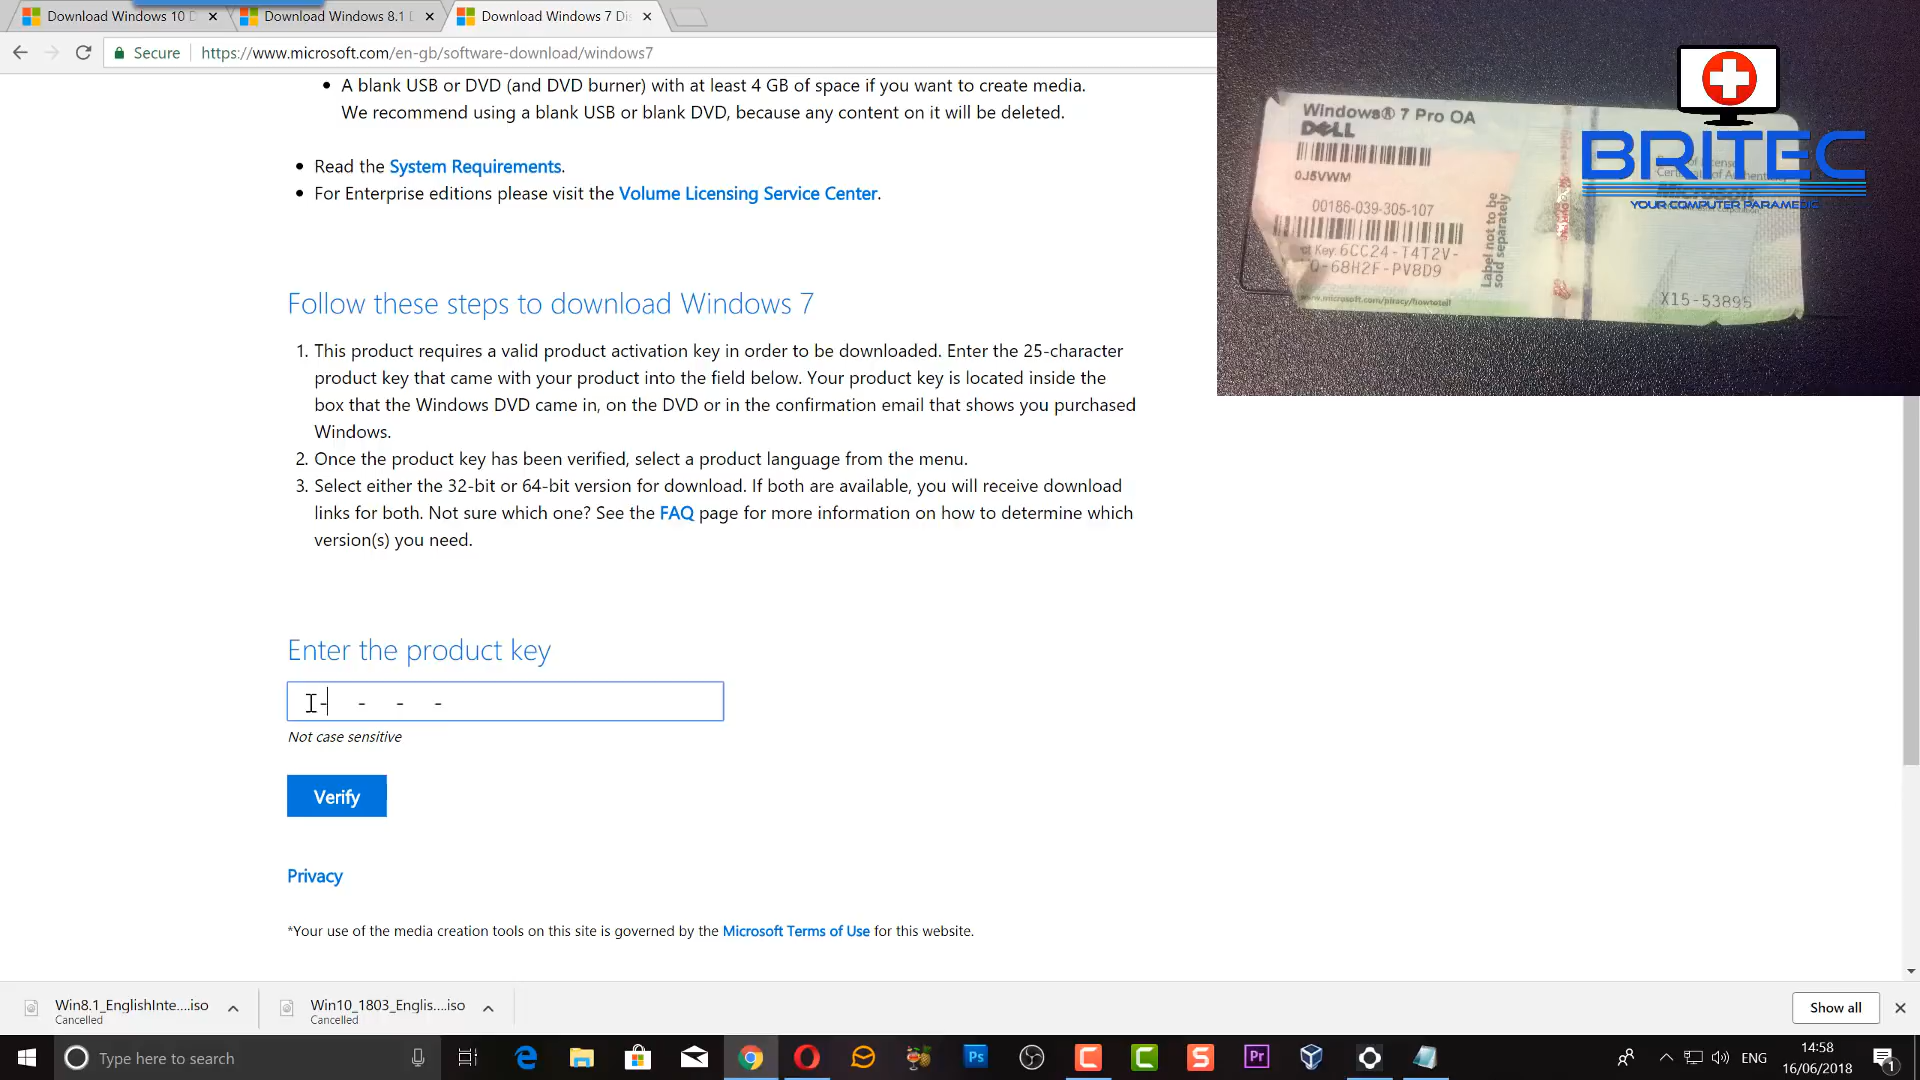 Download Windows 10 D
Download Windows 8.1 D
Download Windows 7 Dis
Secure
https://www.microsoft.com/en-gb/software-download/windows7
A blank USB or DVD (and DVD burner) with at least 4 GB of space if you want to create media.
We recommend using a blank USB or blank DVD, because any content on it will be deleted.
Read the System Requirements.
For Enterprise editions please visit the Volume Licensing Service Center.
Follow these steps to download Windows 7
1. This product requires a valid product activation key in order to be downloaded. Enter the 25-character
product key that came with your product into the field below. Your product key is located inside the
box that the Windows DVD came in, on the DVD or in the confirmation email that shows you purchased
Windows.
2. Once the product key has been verified, select a product language from the menu.
3. Select either the 32-bit or 64-bit version for download. If both are available, you will receive download
links for both. Not sure which one? See the FAQ page for more information on how to determine which
version(s) you need.
Enter the product key
- - - -
Not case sensitive
Verify
Privacy
*Your use of the media creation tools on this site is governed by the Microsoft Terms of Use for this website.
Windows® 7 Pro OA
DELL
0J5VWM
00186-039-305-107
ct Key: 6CC24-T4T2V-
-68H2F-PV8D9
www.microsoft.com/piracy/howtotell
Label not to be
sold separately
Microsoft
X15-53895
BRITEC
YOUR COMPUTER PARAMEDIC
Win8.1_EnglishInte....iso
Cancelled
Win10_1803_Englis....iso
Cancelled
Show all
Type here to search
Ps
Pr
ENG
14:58
16/06/2018
1